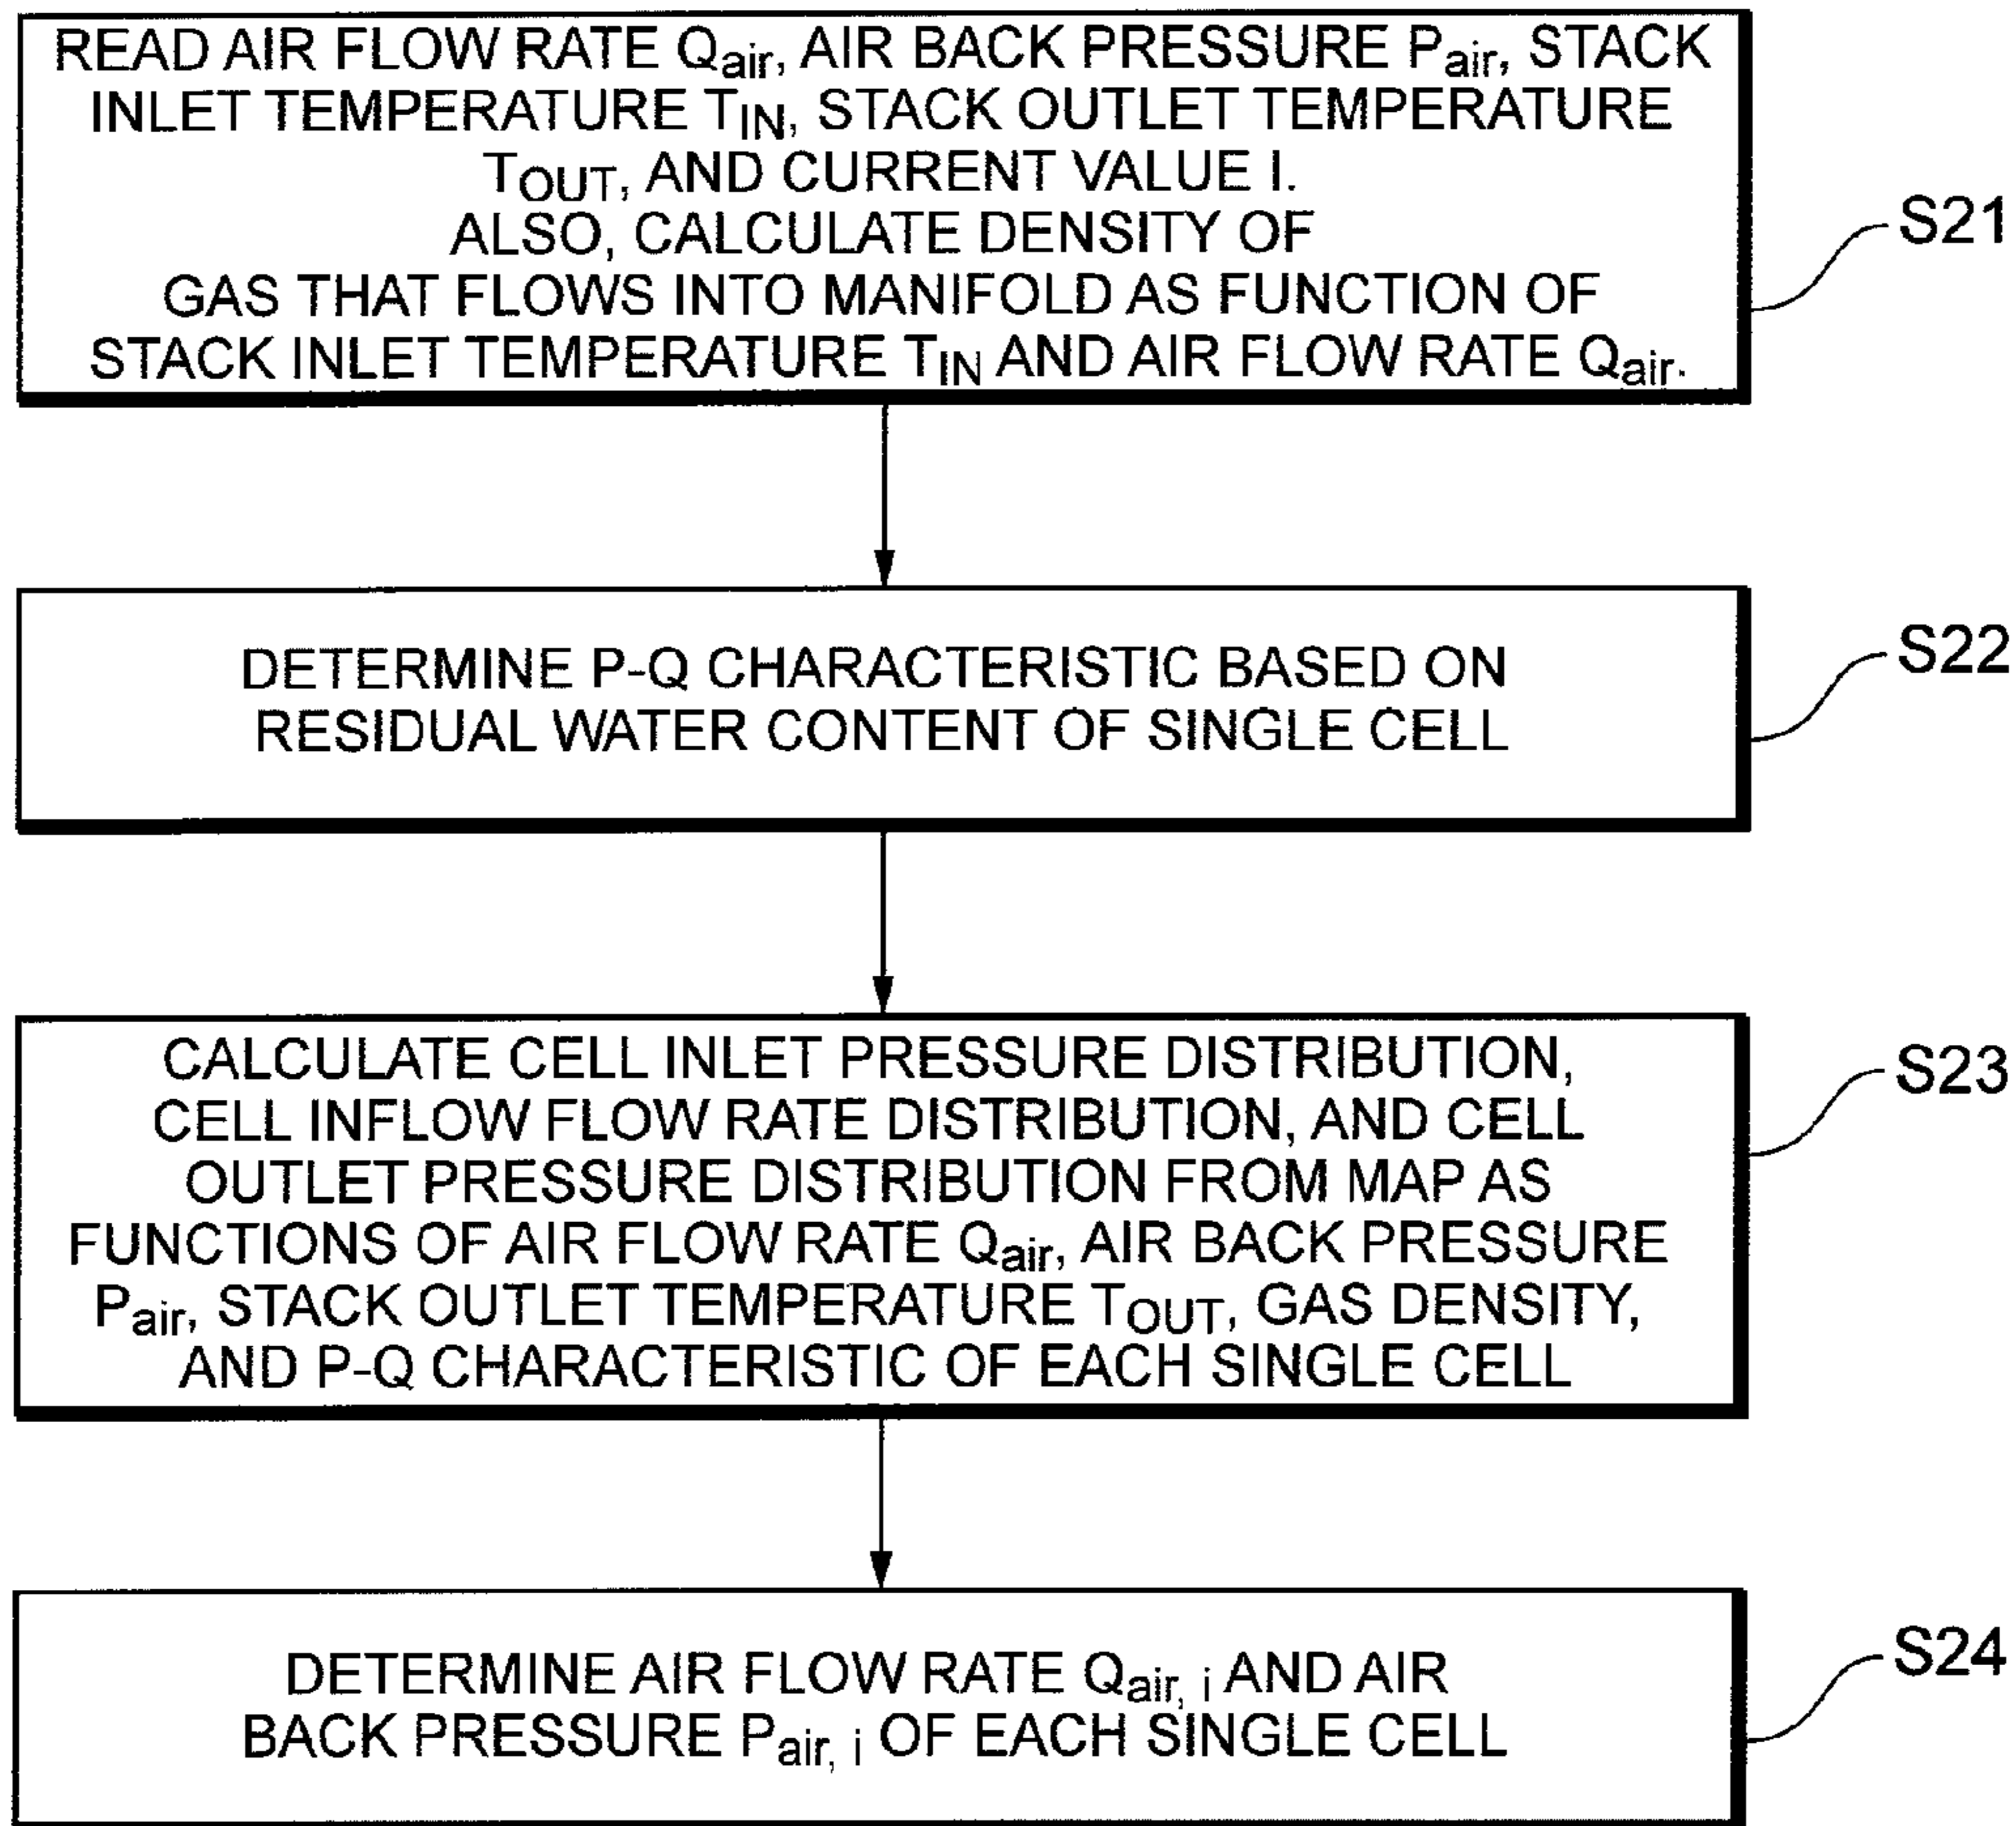 READ AIR FLOW RATE Qair, AIR BACK PRESSURE Pair, STACK
INLET TEMPERATURE TIN, STACK OUTLET TEMPERATURE
TOUT, AND CURRENT VALUE I.
ALSO, CALCULATE DENSITY OF
GAS THAT FLOWS INTO MANIFOLD AS FUNCTION OF
STACK INLET TEMPERATURE TIN AND AIR FLOW RATE Qair.
S21
DETERMINE P-Q CHARACTERISTIC BASED ON
RESIDUAL WATER CONTENT OF SINGLE CELL
S22
CALCULATE CELL INLET PRESSURE DISTRIBUTION,
CELL INFLOW FLOW RATE DISTRIBUTION, AND CELL
OUTLET PRESSURE DISTRIBUTION FROM MAP AS
FUNCTIONS OF AIR FLOW RATE Qair, AIR BACK PRESSURE
Pair, STACK OUTLET TEMPERATURE TOUT, GAS DENSITY,
AND P-Q CHARACTERISTIC OF EACH SINGLE CELL
S23
DETERMINE AIR FLOW RATE Qair, i AND AIR
BACK PRESSURE Pair, i OF EACH SINGLE CELL
S24